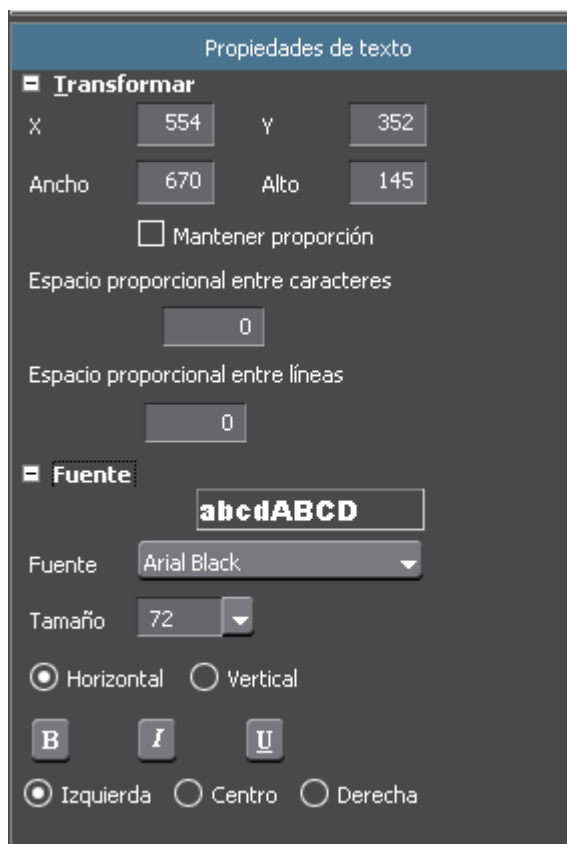 Propiedades de texto
Transformar
X 554 Y 352
Ancho 670 Alto 145
Mantener proporción
Espacio proporcional entre caracteres
0
Espacio proporcional entre líneas
0
Fuente
abcdABCD
Fuente Arial Black
Tamaño 72
Horizontal Vertical
B I U
Izquierda Centro Derecha